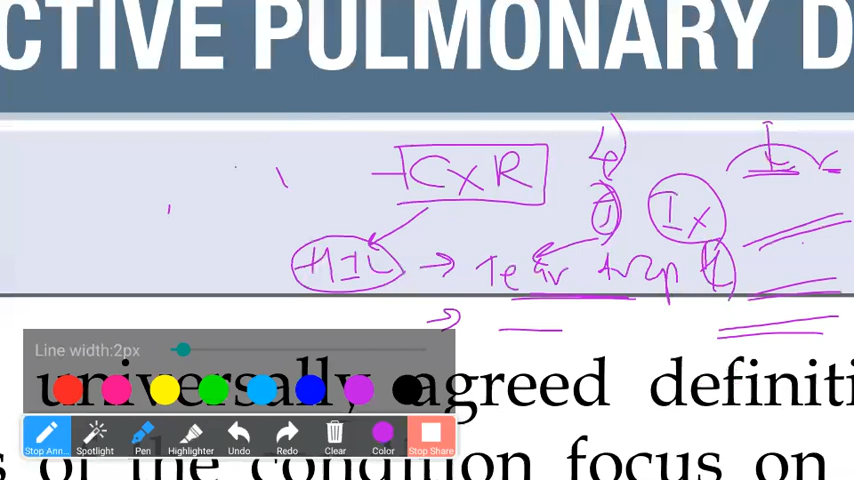 CTIVE PULMONARY D
CXR
Ix
Line width:2px
universally agreed definiti
s of the condition focus on
Stop Ann... Spotlight Pen Highlighter Undo Redo Clear Color Stop Share